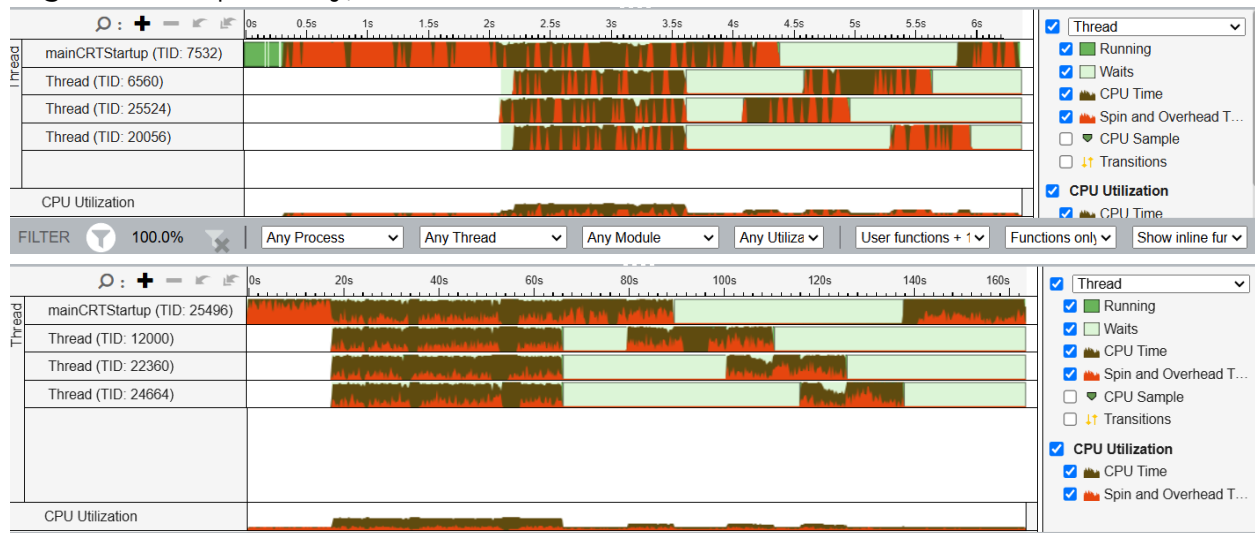 0s 0.5s 1s 1.5s 2s 2.5s 3s 3.5s 4s 4.5s 5s 5.5s 6s
Thread
mainCRTStartup (TID: 7532)
Thread (TID: 6560)
Thread (TID: 25524)
Thread (TID: 20056)
CPU Utilization
Thread
Running
Waits
CPU Time
Spin and Overhead T...
CPU Sample
Transitions
CPU Utilization
CPU Time
FILTER 100.0% Any Process Any Thread Any Module Any Utiliza User functions + 1 Functions only Show inline fur
0s 20s 40s 60s 80s 100s 120s 140s 160s
Thread
mainCRTStartup (TID: 25496)
Thread (TID: 12000)
Thread (TID: 22360)
Thread (TID: 24664)
CPU Utilization
Thread
Running
Waits
CPU Time
Spin and Overhead T...
CPU Sample
Transitions
CPU Utilization
CPU Time
Spin and Overhead T...